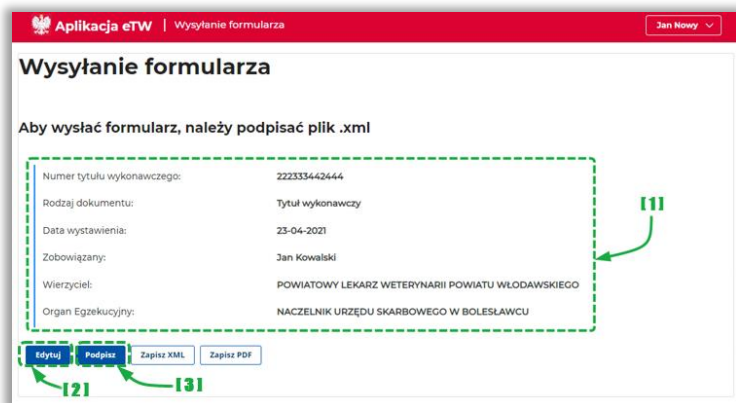 Aplikacja eTW | Wysyłanie formularza Jan Nowy
Wysyłanie formularza
Aby wysłać formularz, należy podpisać plik .xml
Numer tytułu wykonawczego: 222333442444
Rodzaj dokumentu: Tytuł wykonawczy
[1]
Data wystawienia: 23-04-2021
Zobowiązany: Jan Kowalski
Wierzyciel: POWIATOWY LEKARZ WETERYNARII POWIATU WŁODAWSKIEGO
Organ Egzekucyjny: NACZELNIK URZĘDU SKARBOWEGO W BOLESŁAWCU
Edytuj Podpisz Zapisz XML Zapisz PDF
[2] [3]